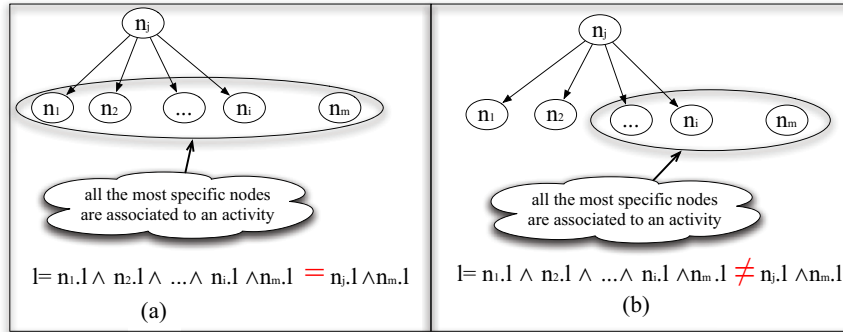 nj
n1 n2 ... ni nm
all the most specific nodes
are associated to an activity
l= n1.l ∧ n2.l ∧ ...∧ ni.l ∧nm.l = nj.l ∧nm.l
(a)
nj
n1 n2 ... ni nm
all the most specific nodes
are associated to an activity
l= n1.l ∧ n2.l ∧ ...∧ ni.l ∧nm.l ≠ nj.l ∧nm.l
(b)